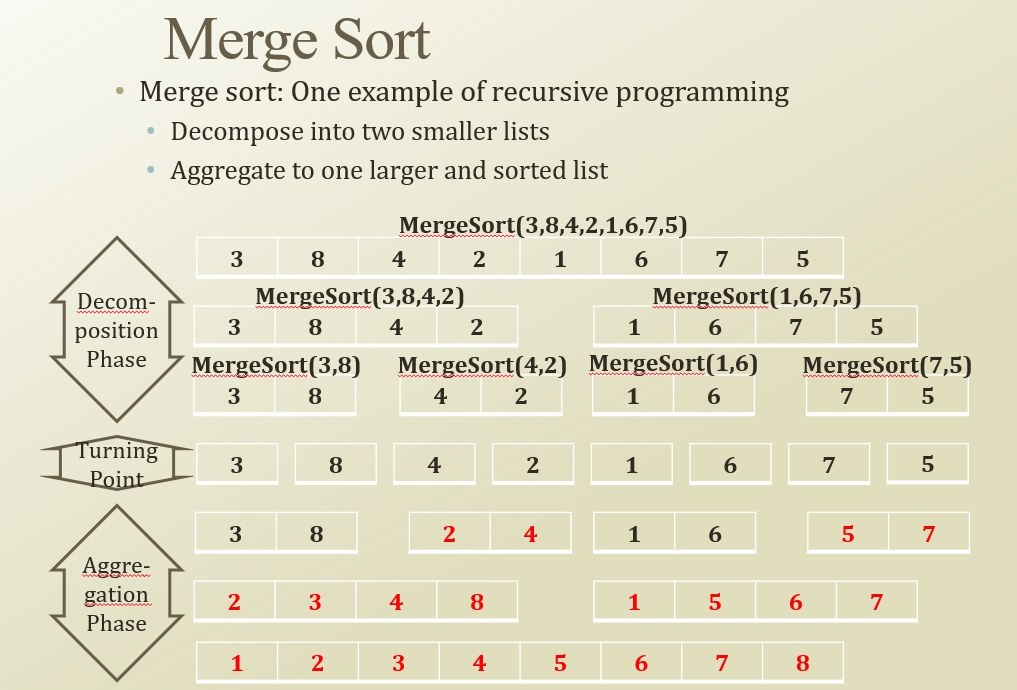 Merge Sort
• Merge sort: One example of recursive programming
• Decompose into two smaller lists
• Aggregate to one larger and sorted list
MergeSort(3,8,4,2,1,6,7,5)
3 8 4 2 1 6 7 5
Decom-
position
Phase
MergeSort(3,8,4,2) MergeSort(1,6,7,5)
3 8 4 2 1 6 7 5
MergeSort(3,8) MergeSort(4,2) MergeSort(1,6) MergeSort(7,5)
3 8 4 2 1 6 7 5
Turning
Point
3 8 4 2 1 6 7 5
3 8 2 4 1 6 5 7
Aggre-
gation
Phase
2 3 4 8 1 5 6 7
1 2 3 4 5 6 7 8